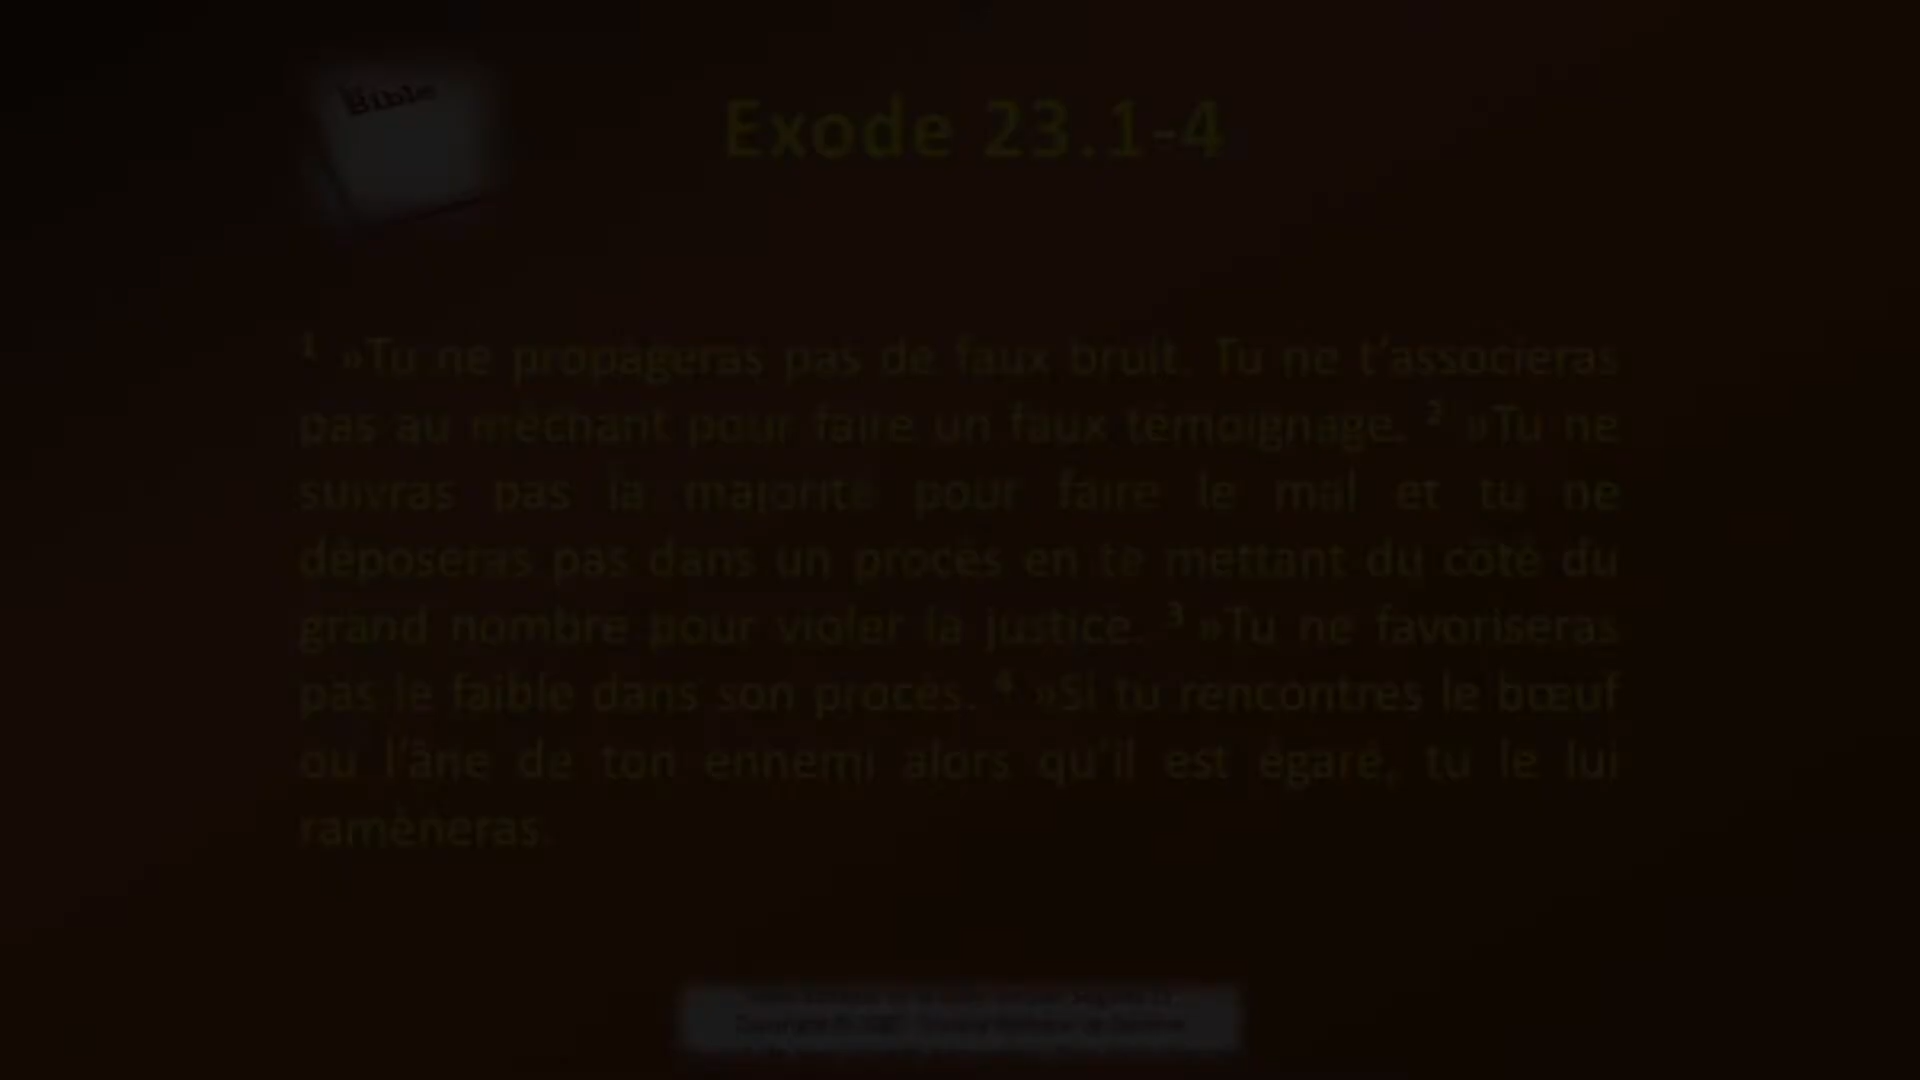 Bible
Exode 23.1-4
1 »Tu ne propageras pas de faux bruit. Tu ne t'associeras
pas au méchant pour faire un faux témoignage. 2 »Tu ne
suivras pas la majorité pour faire le mal et tu ne
déposeras pas dans un procès en te mettant du côté du
grand nombre pour violer la justice. 3 »Tu ne favoriseras
pas le faible dans son procès. 4 »Si tu rencontres le bœuf
ou l'âne de ton ennemi alors qu'il est égaré, tu le lui
ramèneras.